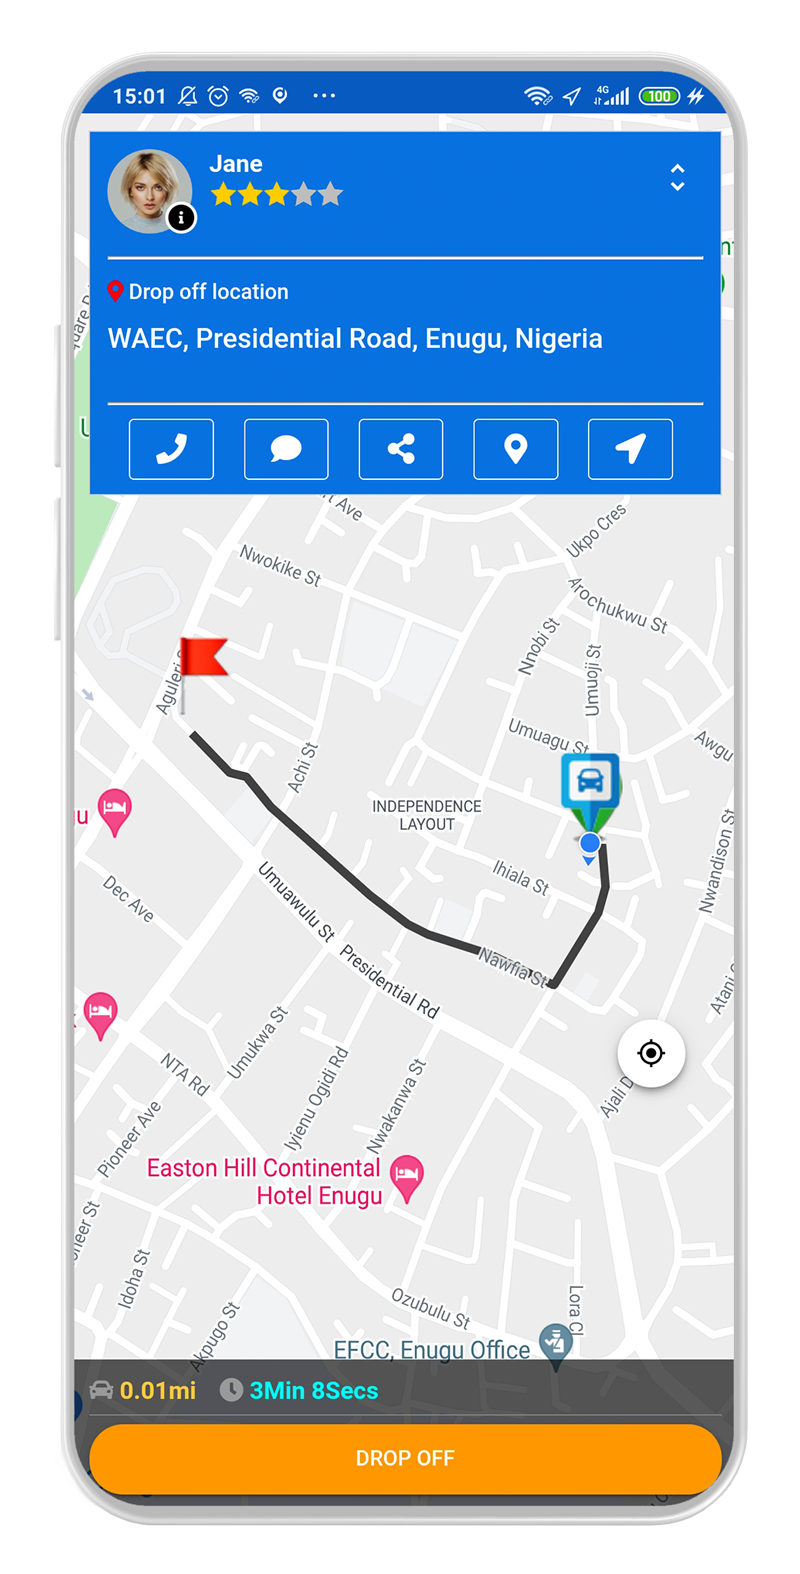 15:01
4G
100
Jane
Drop off location
WAEC, Presidential Road, Enugu, Nigeria
Ave
Nwokike St
Ukpo Cres
Arochukwu St
Nnobi St
Umuoji St
Aguleri
Umuagu St
Awgu
Achi St
INDEPENDENCE
LAYOUT
Ihiala St
Nwandison St
Dec Ave
Umuawulu St
Presidential Rd
Nawfia St
Atani
Umukwa St
NTA Rd
Iyienu Ogidi Rd
Nwakanwa St
Ajali
Pioneer Ave
Easton Hill Continental
Hotel Enugu
Idoha St
Ozubulu St
Lora Cl
Akpugo St
EFCC, Enugu Office
0.01mi
3Min 8Secs
DROP OFF